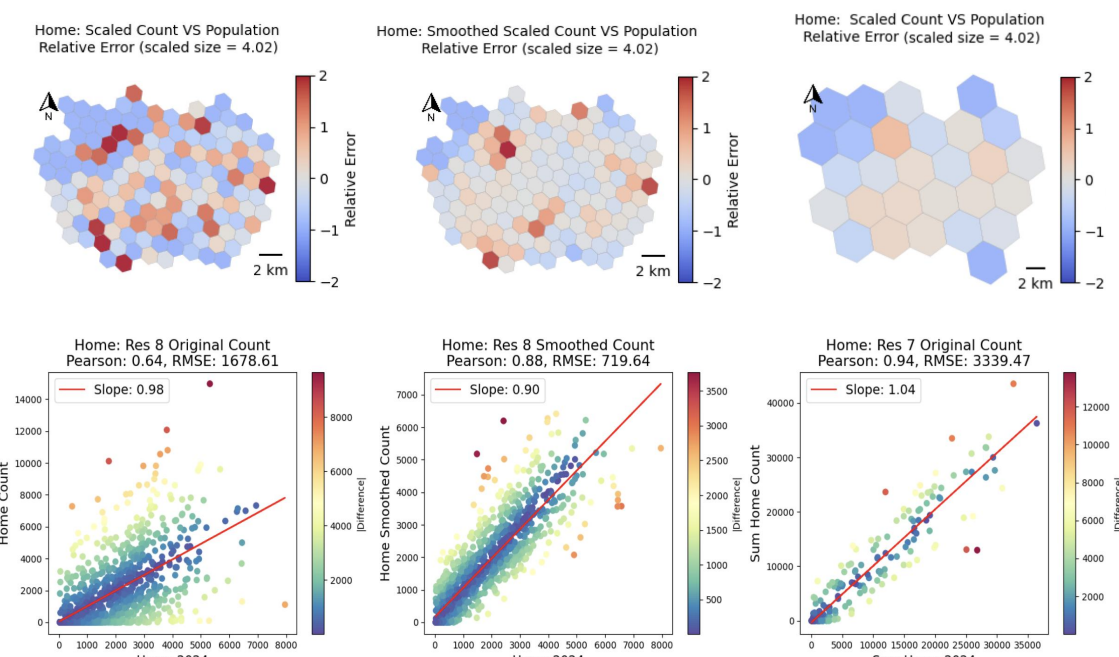 Home: Scaled Count VS Population
Relative Error (scaled size = 4.02)
N
2
1
0
−1
−2
Relative Error
2 km
Home: Smoothed Scaled Count VS Population
Relative Error (scaled size = 4.02)
N
2
1
0
−1
−2
Relative Error
2 km
Home: Scaled Count VS Population
Relative Error (scaled size = 4.02)
N
2
1
0
−1
−2
2 km
Home: Res 8 Original Count
Pearson: 0.64, RMSE: 1678.61
Slope: 0.98
14000
12000
10000
8000
6000
4000
2000
0
Home Count
0 1000 2000 3000 4000 5000 6000 7000 8000
8000
6000
4000
2000
|Difference|
Home: Res 8 Smoothed Count
Pearson: 0.88, RMSE: 719.64
Slope: 0.90
7000
6000
5000
4000
3000
2000
1000
0
Home Smoothed Count
0 1000 2000 3000 4000 5000 6000 7000 8000
3500
3000
2500
2000
1500
1000
500
|Difference|
Home: Res 7 Original Count
Pearson: 0.94, RMSE: 3339.47
Slope: 1.04
40000
30000
20000
10000
0
Sum Home Count
0 5000 10000 15000 20000 25000 30000 35000
12000
10000
8000
6000
4000
2000
|Difference|